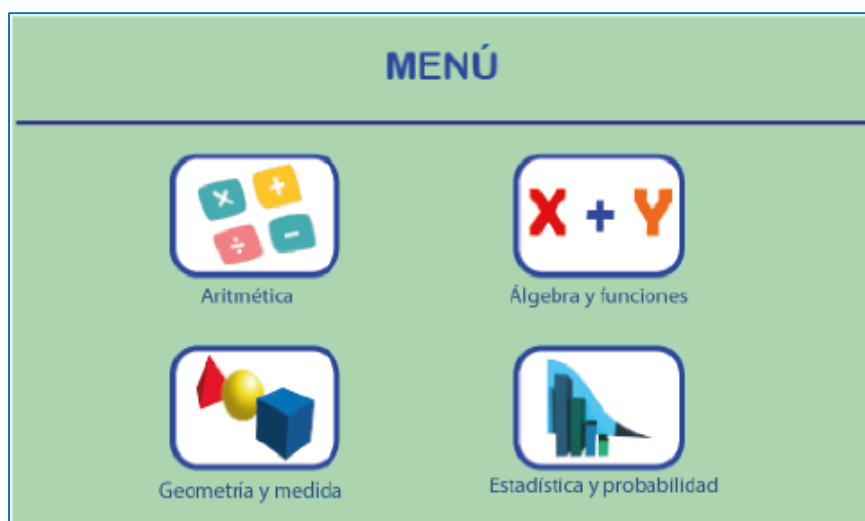 MENÚ
Aritmética
Álgebra y funciones
X + Y
Geometría y medida
Estadística y probabilidad